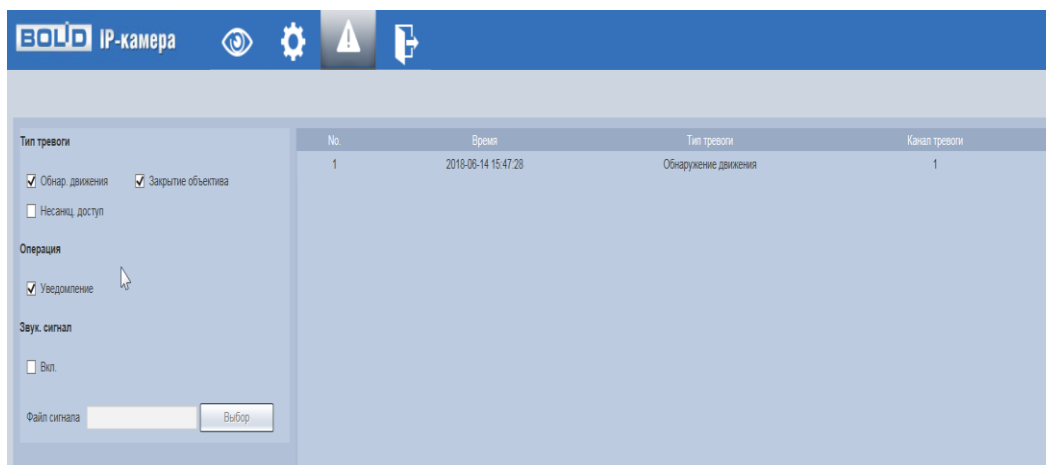 BOLID IP-камера
Тип тревоги
Обнар. движения Закрытие объектива
Несанкц. доступ
Операция
Уведомление
Звук. сигнал
Вкл.
Файл сигнала Выбор
No. Время Тип тревоги Канал тревоги
1 2018-06-14 15:47:28 Обнаружение движения 1